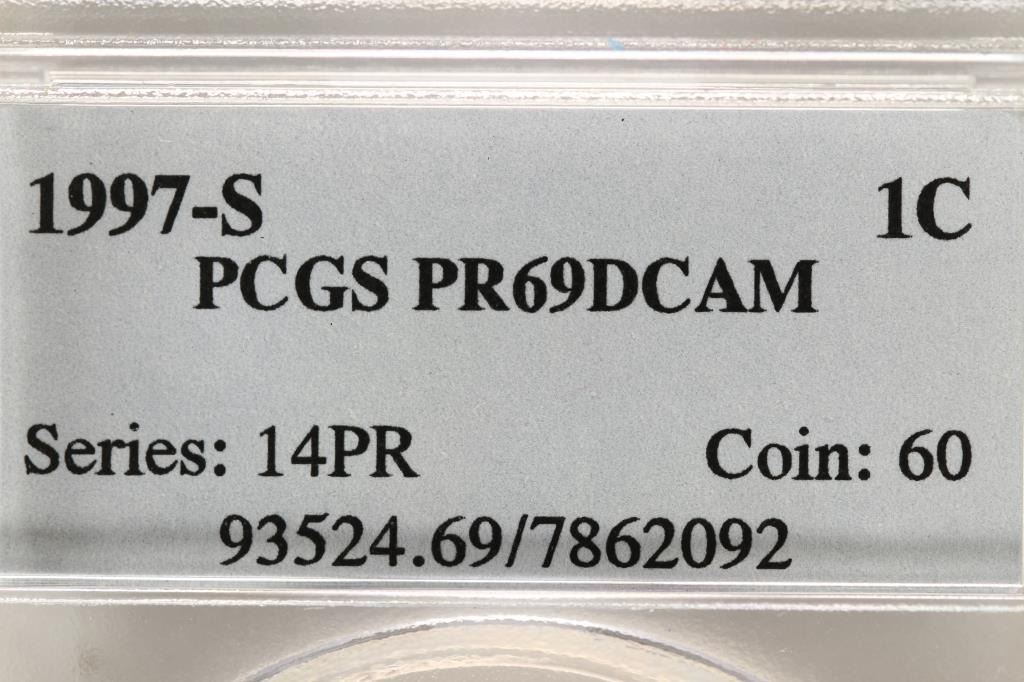 1997-S 1C
PCGS PR69DCAM
Series: 14PR Coin: 60
93524.69/7862092